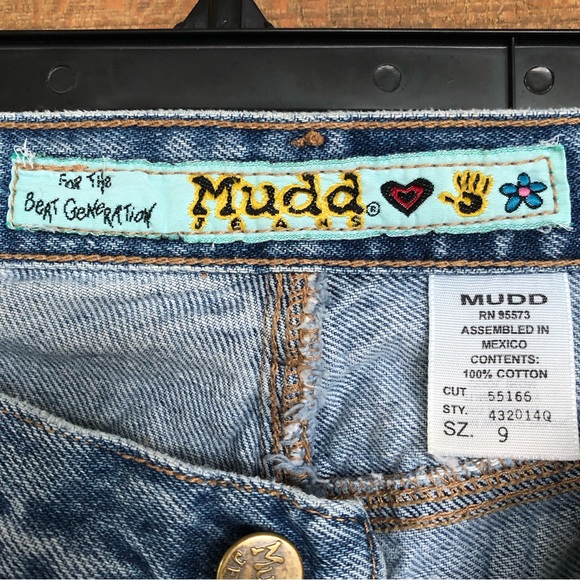 FOR THE
BEAT GENERATION
Mudd®
JEANS
MUDD
RN 95573
ASSEMBLED IN
MEXICO
CONTENTS:
100% COTTON
CUT 55166
STY. 432014Q
SZ. 9